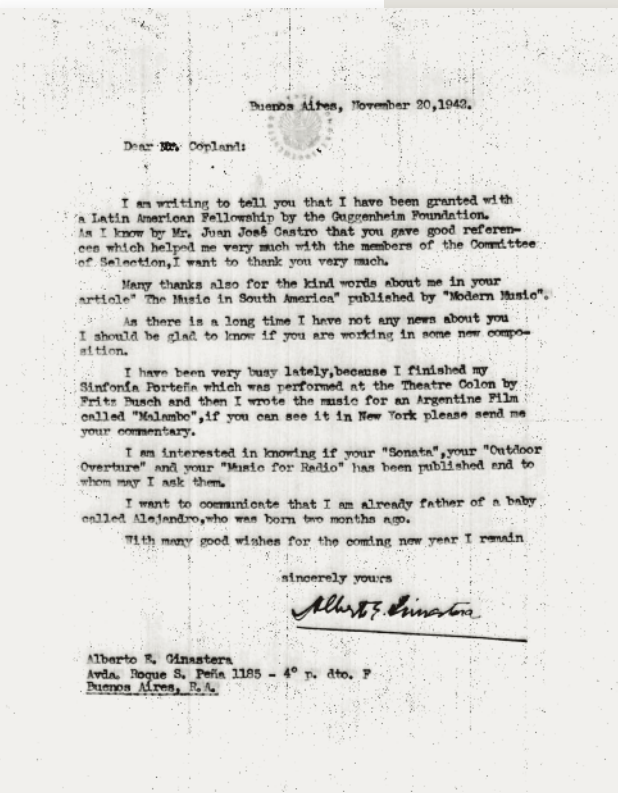 Buenos Aires, November 20,1942.
Dear Mr. Copland:
I am writing to tell you that I have been granted with
a Latin American Fellowship by the Guggenheim Foundation.
As I know by Mr. Juan José Castro that you gave good referen-
ces which helped me very much with the members of the Committee
of Selection,I want to thank you very much.
Many thanks also for the kind words about me in your
article" The Music in South America" published by "Modern Music".
As there is a long time I have not any news about you
I should be glad to know if you are working in some new compo-
sition.
I have been very busy lately,because I finished my
Sinfonía Porteña which was performed at the Theatre Colon by
Fritz Busch and then I wrote the music for an Argentine Film
called "Malambo",if you can see it in New York please send me
your commentary.
I am interested in knowing if your "Sonata",your "Outdoor
Overture" and your "Music for Radio" has been published and to
whom may I ask them.
I want to communicate that I am already father of a baby
called Alejandro,who was born two months ago.
With many good wishes for the coming new year I remain
sincerely yours
Alberto E. Ginastera
Alberto E. Ginastera
Avda. Roque S. Peña 1185 - 4° p. dto. F
Buenos Aires, R.A.